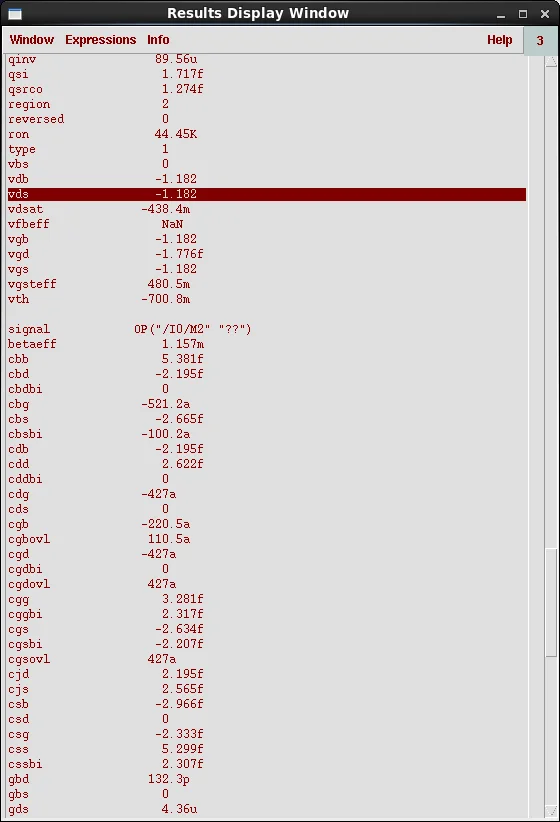 Results Display Window
Window Expressions Info Help 3
qinv 89.56u
qsi 1.717f
qsrco 1.274f
region 2
reversed 0
ron 44.45K
type 1
vbs 0
vdb -1.182
vds -1.182
vdsat -438.4m
vfbeff NaN
vgb -1.182
vgd -1.776f
vgs -1.182
vgsteff 480.5m
vth -700.8m
signal OP("/I0/M2" "??")
betaeff 1.157m
cbb 5.381f
cbd -2.195f
cbdbi 0
cbg -521.2a
cbs -2.665f
cbsbi -100.2a
cdb -2.195f
cdd 2.622f
cddbi 0
cdg -427a
cds 0
cgb -220.5a
cgbovl 110.5a
cgd -427a
cgdbi 0
cgdovl 427a
cgg 3.281f
cggbi 2.317f
cgs -2.634f
cgsbi -2.207f
cgsovl 427a
cjd 2.195f
cjs 2.565f
csb -2.966f
csd 0
csg -2.333f
css 5.299f
cssbi 2.307f
gbd 132.3p
gbs 0
gds 4.36u